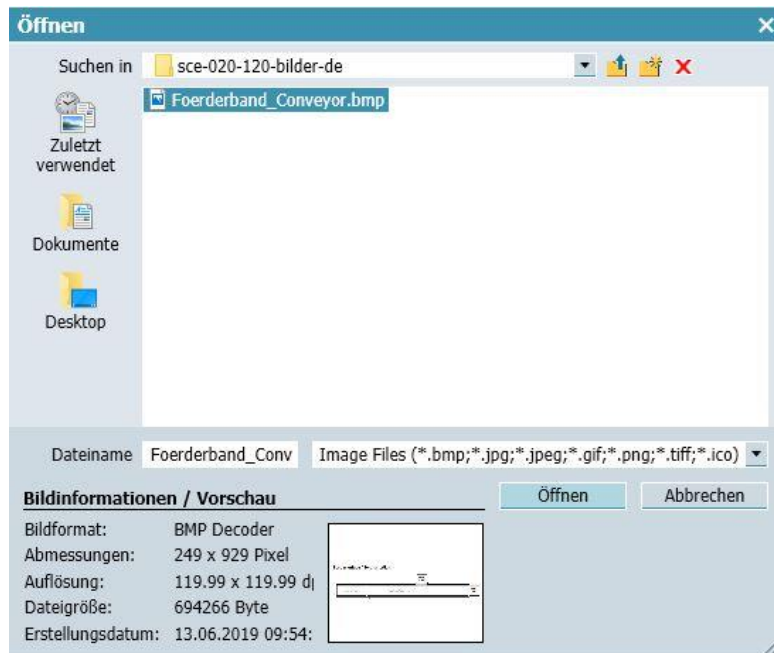 Öffnen
Suchen in sce-020-120-bilder-de
Foerderband_Conveyor.bmp
Zuletzt
verwendet
Dokumente
Desktop
Dateiname Foerderband_Conv Image Files (*.bmp;*.jpg;*.jpeg;*.gif;*.png;*.tiff;*.ico)
Bildinformationen / Vorschau Öffnen Abbrechen
Bildformat: BMP Decoder
Abmessungen: 249 x 929 Pixel
Auflösung: 119.99 x 119.99 d
Dateigröße: 694266 Byte
Erstellungsdatum: 13.06.2019 09:54: